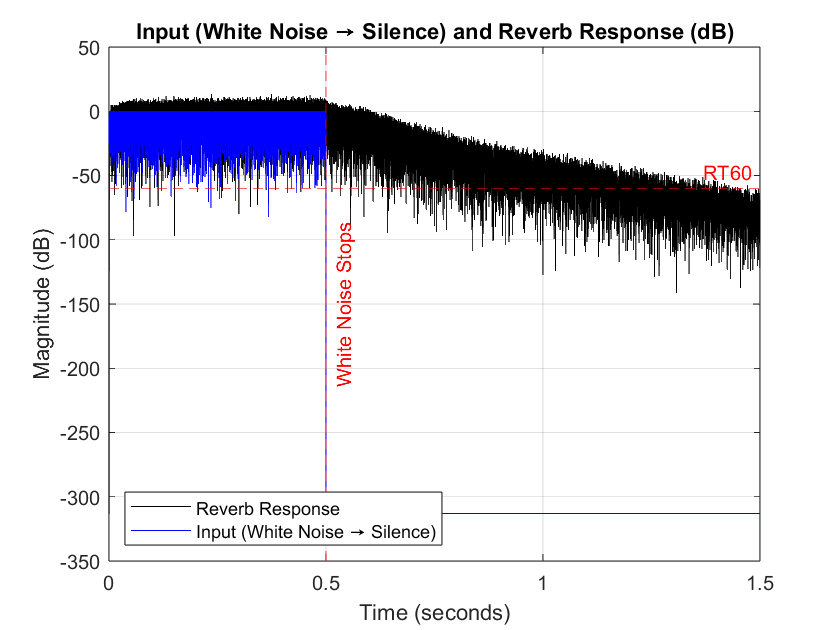 Input (White Noise → Silence) and Reverb Response (dB)
50
0
-50
-100
-150
-200
-250
-300
-350
Magnitude (dB)
RT60
White Noise Stops
Reverb Response
Input (White Noise → Silence)
0
0.5
1
1.5
Time (seconds)